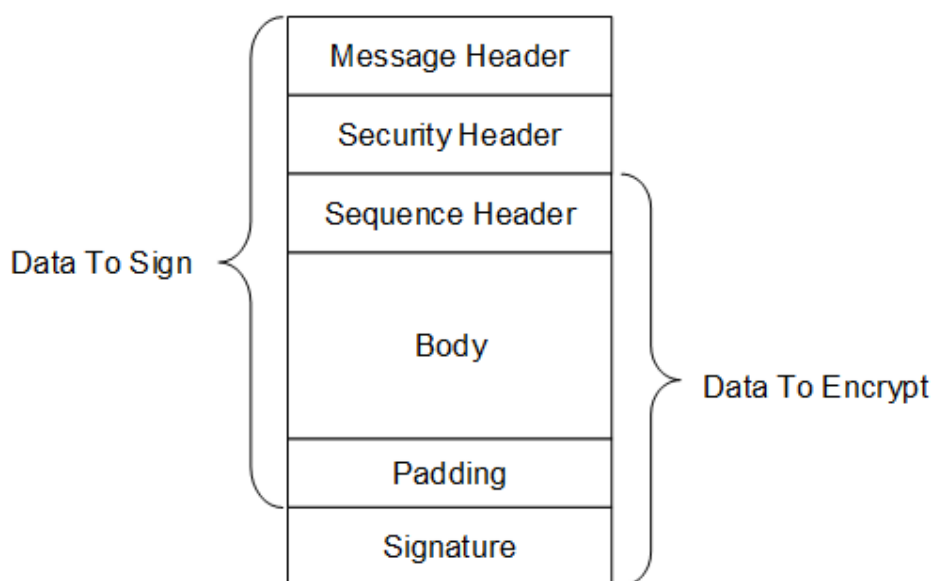 Message Header
Security Header
Sequence Header
Data To Sign
Body
Data To Encrypt
Padding
Signature